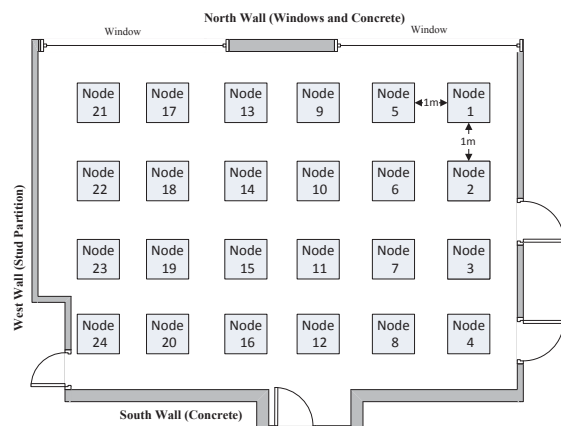 North Wall (Windows and Concrete)
Window
Window
Node
21
Node
17
Node
13
Node
9
Node
5
1m
Node
1
1m
Node
22
Node
18
Node
14
Node
10
Node
6
Node
2
West Wall (Stud Partition)
Node
23
Node
19
Node
15
Node
11
Node
7
Node
3
Node
24
Node
20
Node
16
Node
12
Node
8
Node
4
South Wall (Concrete)